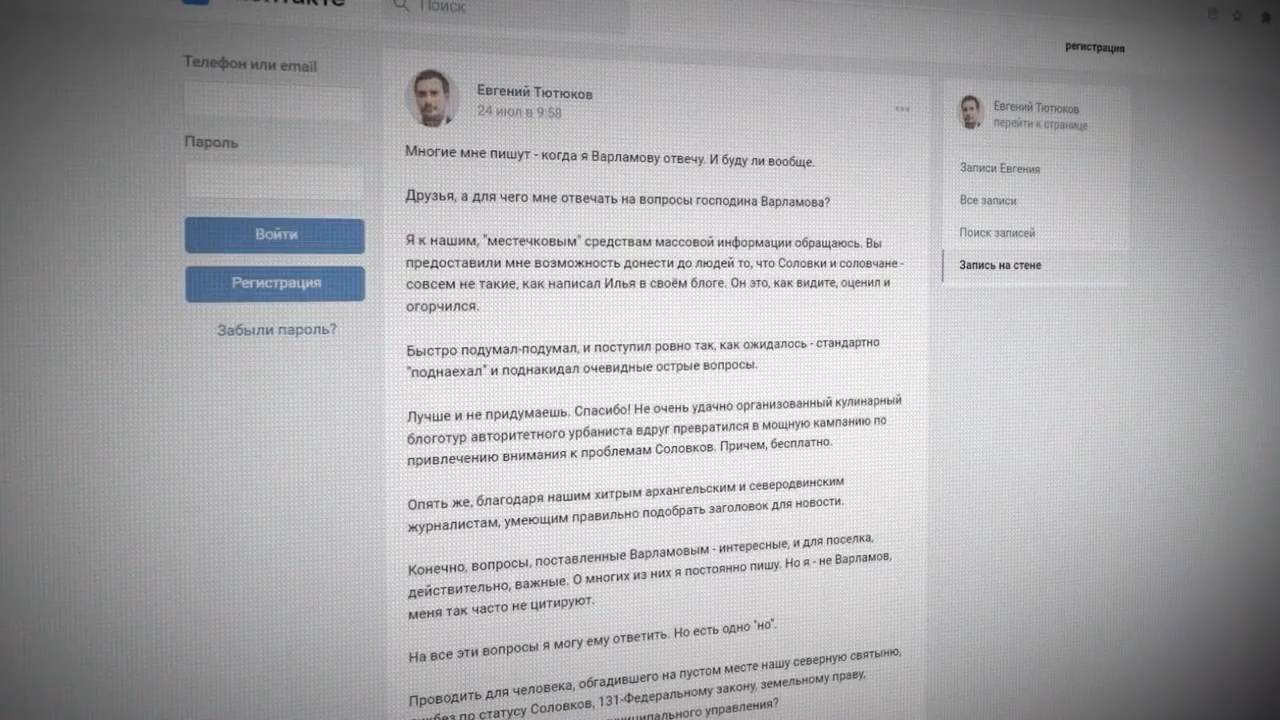 Поиск
регистрация
Телефон или email
Пароль
Войти
Регистрация
Забыли пароль?
Евгений Тютюков
24 июл в 9:58
Многие мне пишут - когда я Варламову отвечу. И буду ли вообще.
Друзья, а для чего мне отвечать на вопросы господина Варламова?
Я к нашим, "местечковым" средствам массовой информации обращаюсь. Вы
предоставили мне возможность донести до людей то, что Соловки и соловчане -
совсем не такие, как написал Илья в своём блоге. Он это, как видите, оценил и
огорчился.
Быстро подумал-подумал, и поступил ровно так, как ожидалось - стандартно
"поднаехал" и поднакидал очевидные острые вопросы.
Лучше и не придумаешь. Спасибо! Не очень удачно организованный кулинарный
блоготур авторитетного урбаниста вдруг превратился в мощную кампанию по
привлечению внимания к проблемам Соловков. Причем, бесплатно.
Опять же, благодаря нашим хитрым архангельским и северодвинским
журналистам, умеющим правильно подобрать заголовок для новости.
Конечно, вопросы, поставленные Варламовым - интересные, и для поселка,
действительно, важные. О многих из них я постоянно пишу. Но я - не Варламов,
меня так часто не цитируют.
На все эти вопросы я могу ему ответить. Но есть одно "но".
Проводить для человека, обгадившего на пустом месте нашу северную святыню,
по статусу Соловков, 131-Федеральному закону, земельному праву,
управления?
Евгений Тютюков
перейти к странице
Записи Евгения
Все записи
Поиск записей
Запись на стене